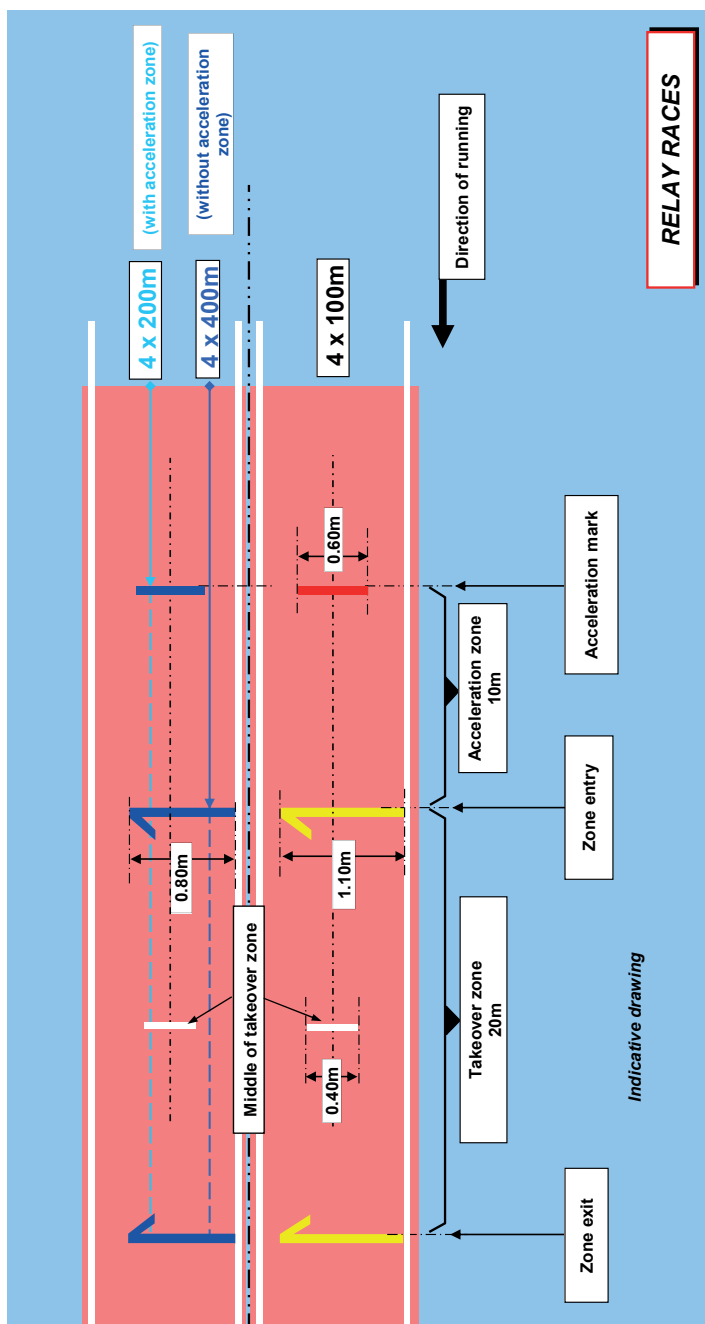 RELAY RACES
4 x 200m
(with acceleration zone)
4 x 400m
(without acceleration
zone)
4 x 100m
Direction of running
0.60m
0.80m
1.10m
0.40m
Middle of takeover zone
Zone exit
Takeover zone
20m
Zone entry
Acceleration zone
10m
Acceleration mark
Indicative drawing